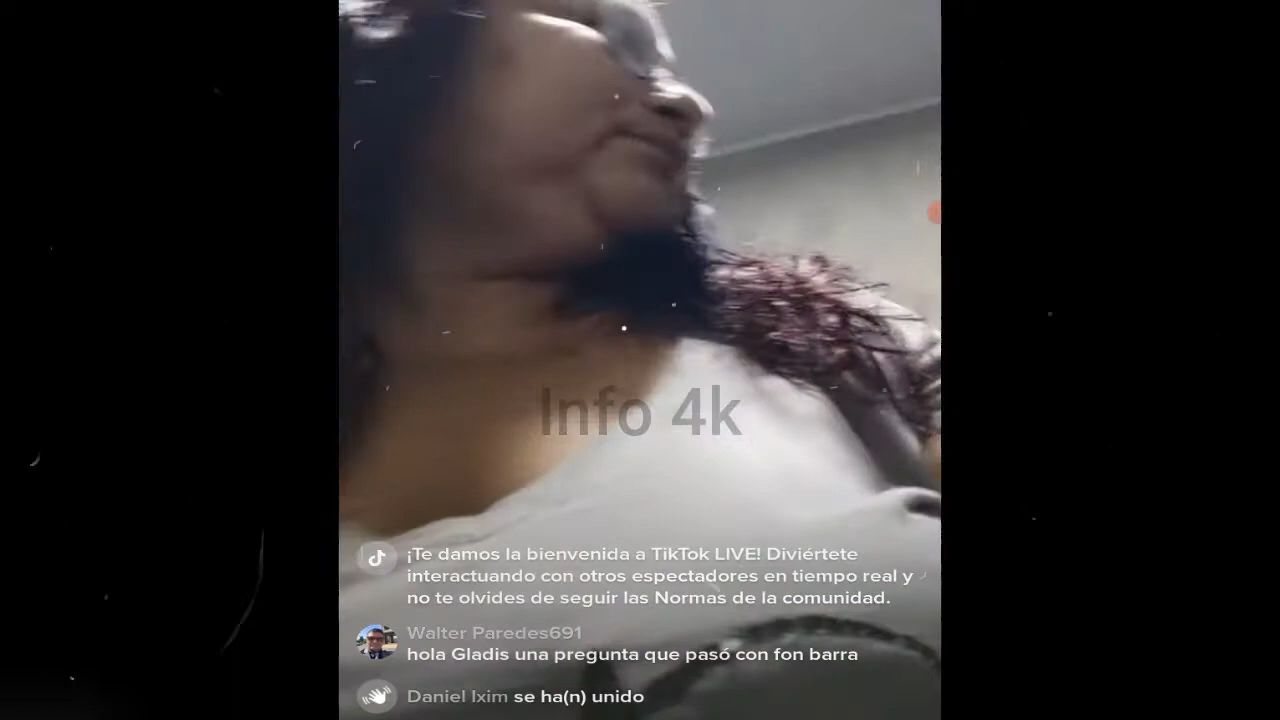 Info 4k
¡Te damos la bienvenida a TikTok LIVE! Diviértete
interactuando con otros espectadores en tiempo real y
no te olvides de seguir las Normas de la comunidad.
Walter Paredes691
hola Gladis una pregunta que pasó con fon barra
Daniel Ixim se ha(n) unido